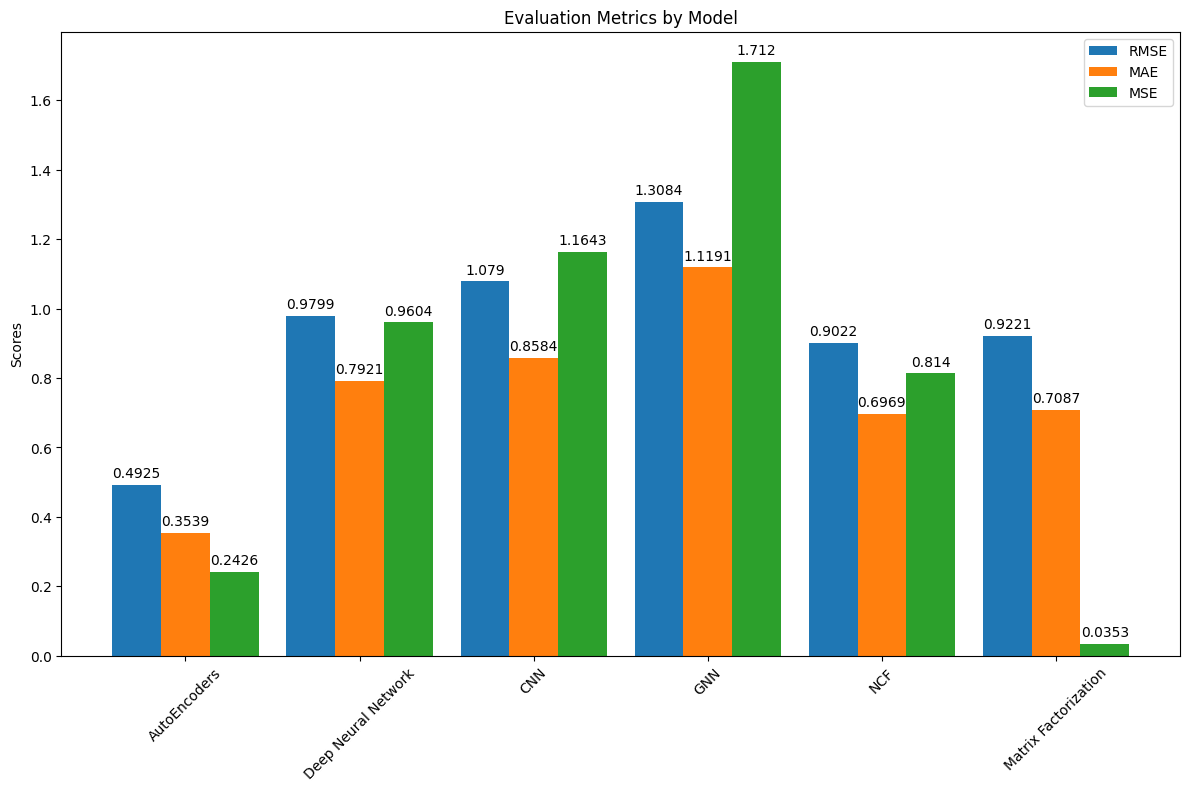 Evaluation Metrics by Model
RMSE
MAE
MSE
Scores
1.6
1.4
1.2
1.0
0.8
0.6
0.4
0.2
0.0
0.4925
0.3539
0.2426
0.9799
0.7921
0.9604
1.079
0.8584
1.1643
1.3084
1.1191
1.712
0.9022
0.6969
0.814
0.9221
0.7087
0.0353
AutoEncoders
Deep Neural Network
CNN
GNN
NCF
Matrix Factorization